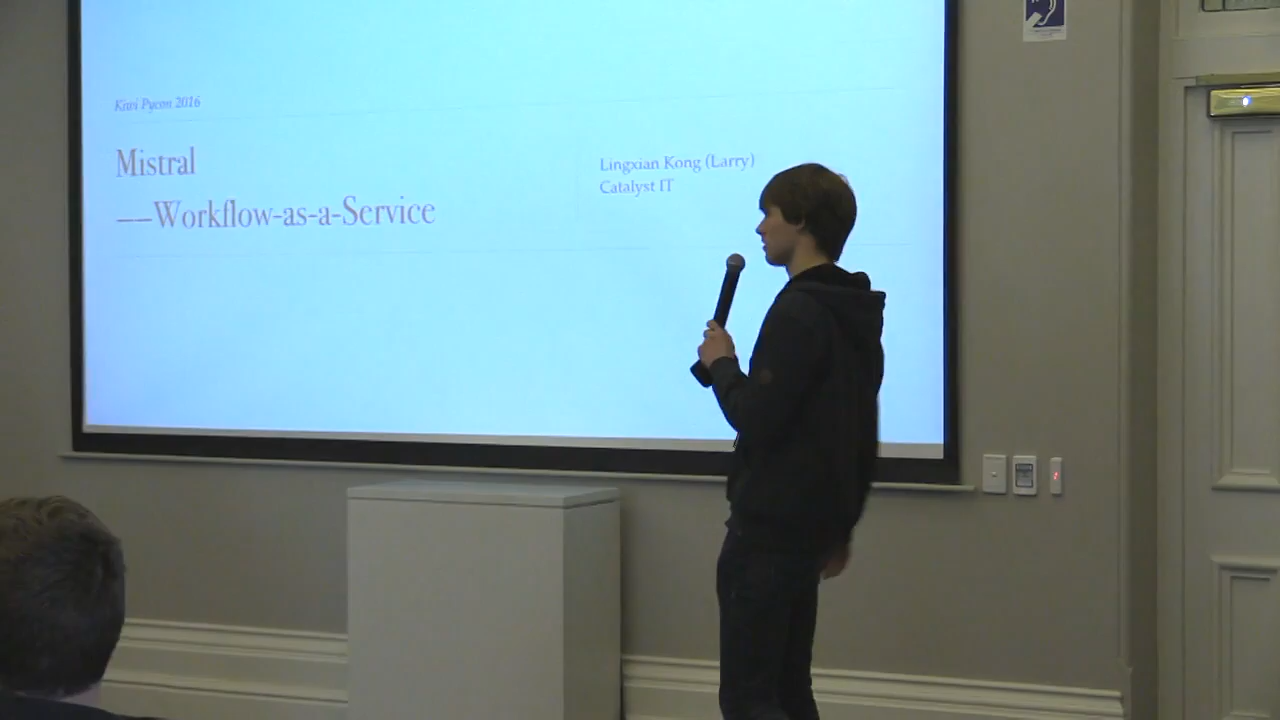 Kiwi Pycon 2016
Mistral
——Workflow-as-a-Service
Lingxian Kong (Larry)
Catalyst IT